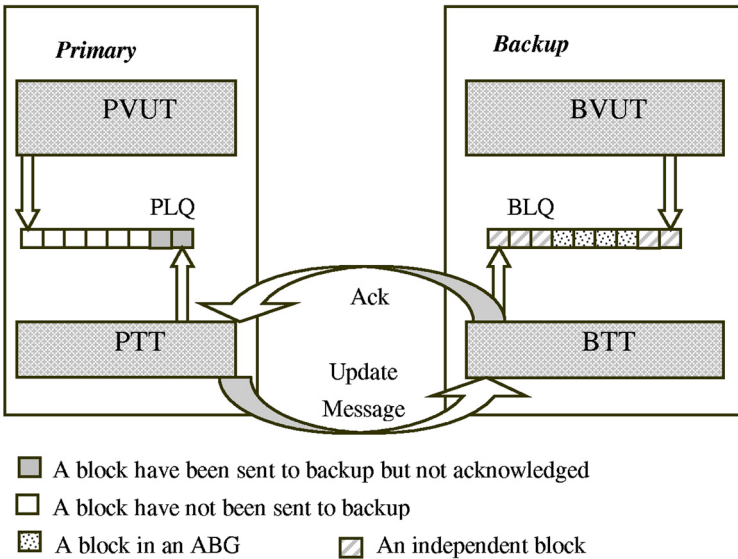 Primary
Backup
PVUT
BVUT
PLQ
BLQ
Ack
PTT
BTT
Update
Message
A block have been sent to backup but not acknowledged
A block have not been sent to backup
A block in an ABG
An independent block